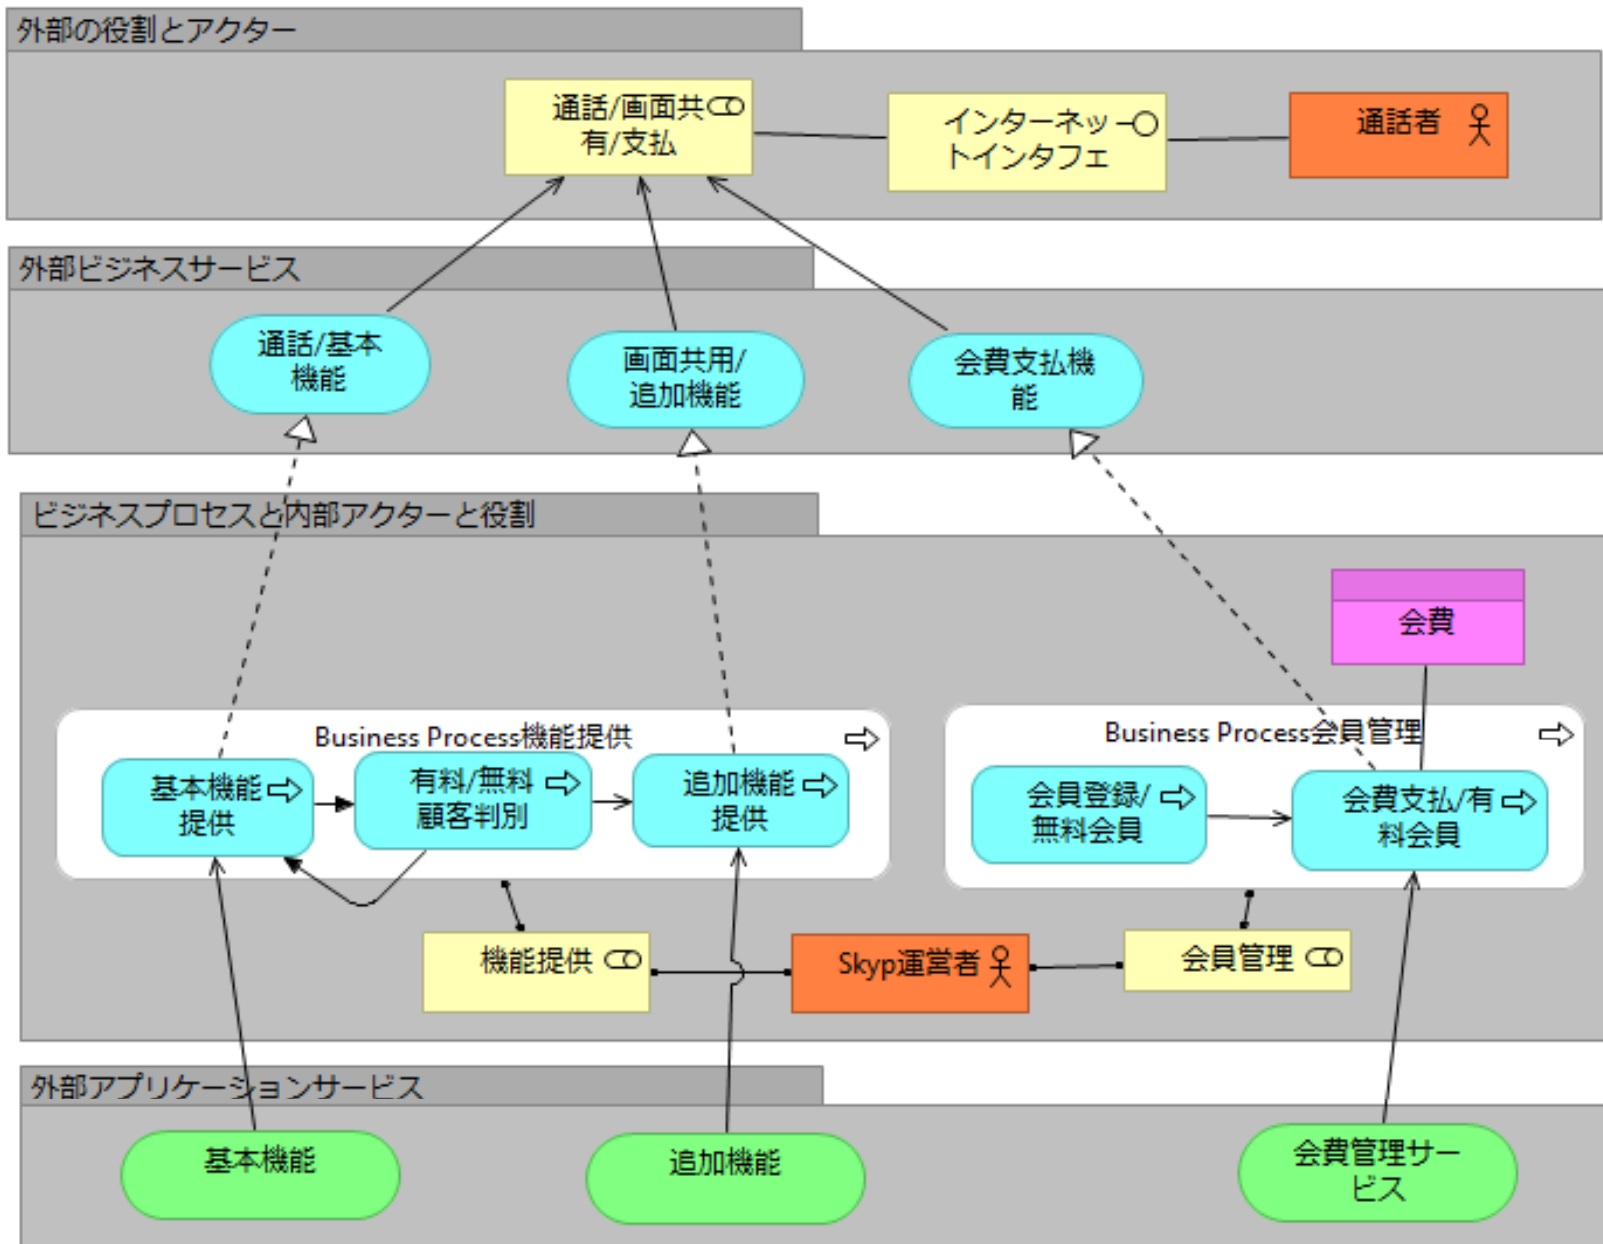 外部の役割とアクター
通話/画面共
有/支払
インターネッ
トインタフェ
通話者
外部ビジネスサービス
通話/基本
機能
画面共用/
追加機能
会費支払機
能
ビジネスプロセスと内部アクターと役割
会費
Business Process機能提供
基本機能
提供
有料/無料
顧客判別
追加機能
提供
Business Process会員管理
会員登録/
無料会員
会費支払/有
料会員
機能提供
Skyp運営者
会員管理
外部アプリケーションサービス
基本機能
追加機能
会費管理サー
ビス